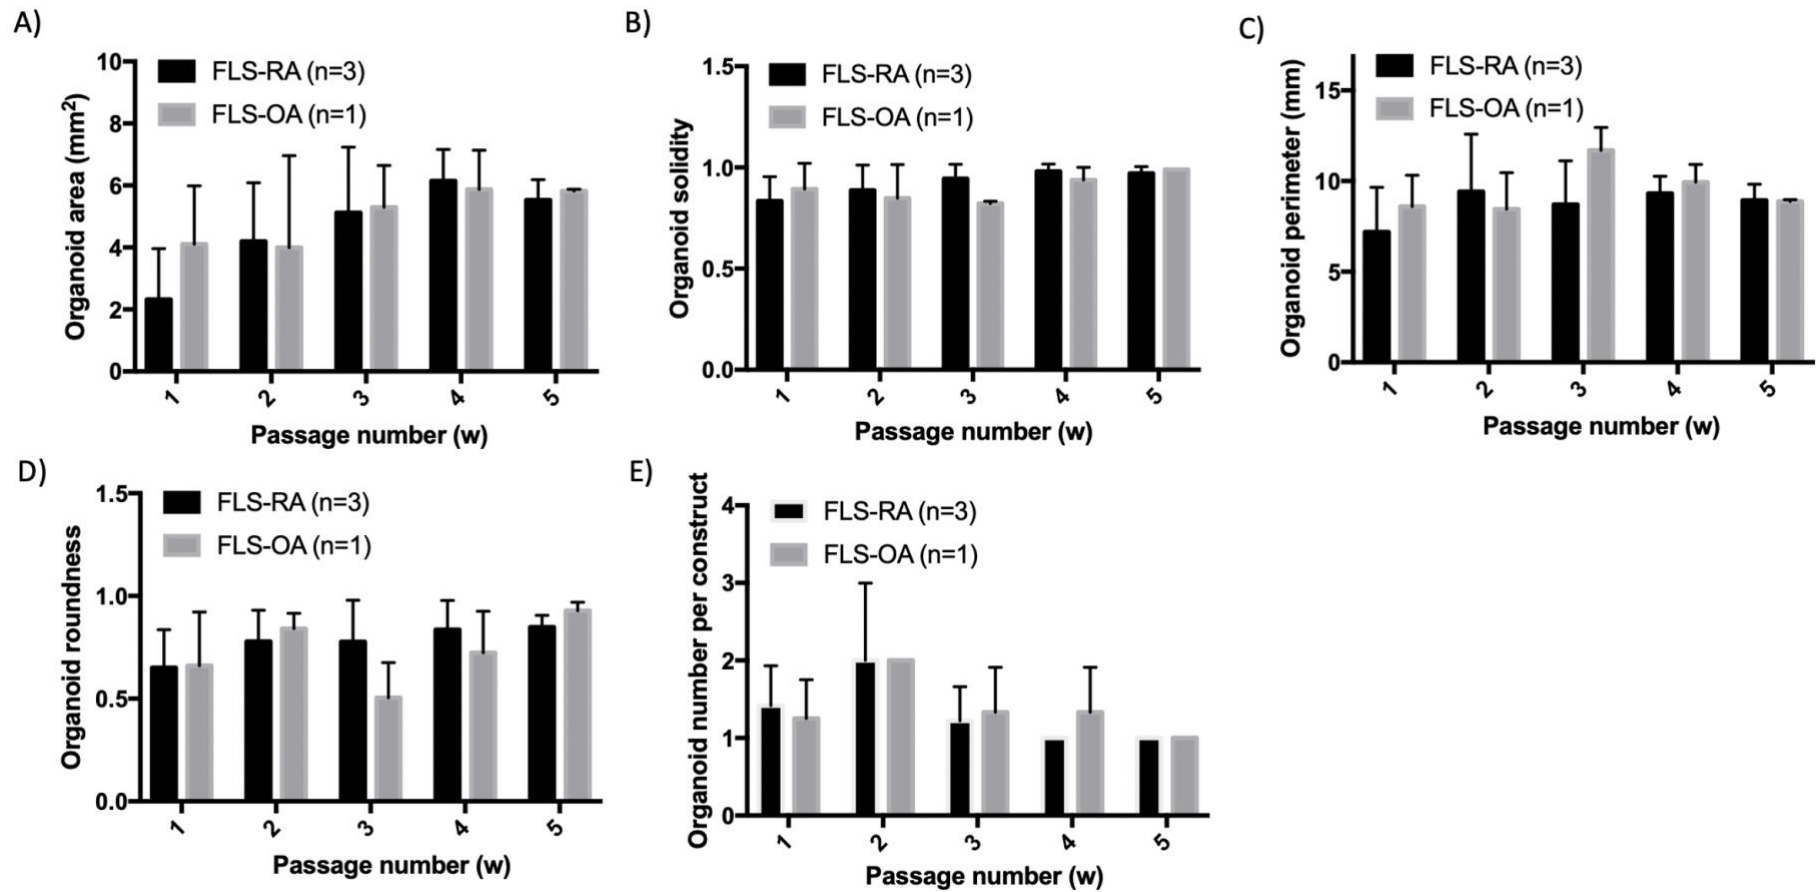 A)
Organoid area (mm²)
10
8
6
4
2
0
FLS-RA (n=3)
FLS-OA (n=1)
1 2 3 4 5
Passage number (w)
B)
Organoid solidity
1.5
1.0
0.5
0.0
FLS-RA (n=3)
FLS-OA (n=1)
1 2 3 4 5
Passage number (w)
C)
Organoid perimeter (mm)
15
10
5
0
FLS-RA (n=3)
FLS-OA (n=1)
1 2 3 4 5
Passage number (w)
D)
Organoid roundness
1.5
1.0
0.5
0.0
FLS-RA (n=3)
FLS-OA (n=1)
1 2 3 4 5
Passage number (w)
E)
Organoid number per construct
4
3
2
1
0
FLS-RA (n=3)
FLS-OA (n=1)
1 2 3 4 5
Passage number (w)